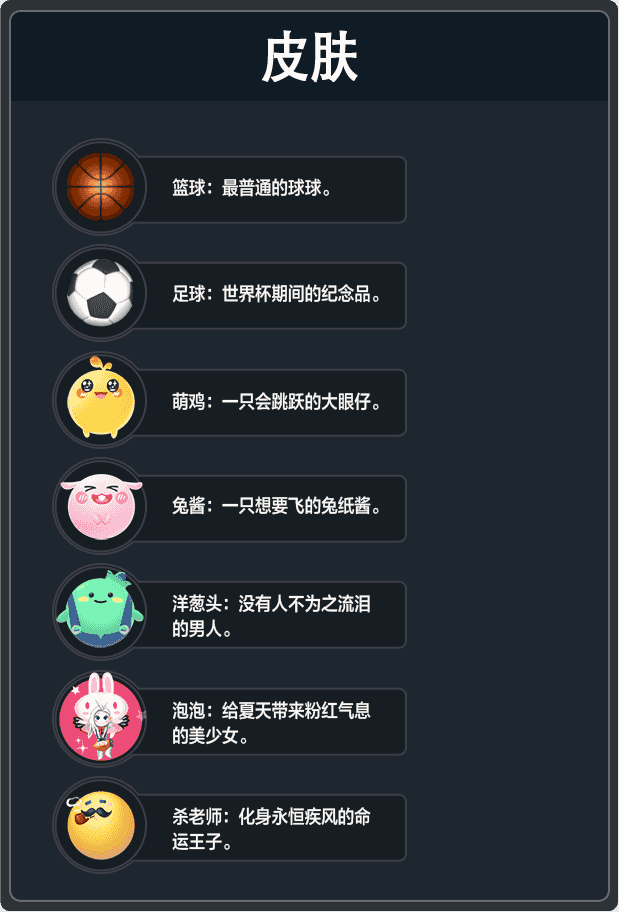 皮肤
篮球：最普通的球球。
足球：世界杯期间的纪念品。
萌鸡：一只会跳跃的大眼仔。
兔酱：一只想要飞的兔纸酱。
洋葱头：没有人不为之流泪
的男人。
泡泡：给夏天带来粉红气息
的美少女。
杀老师：化身永恒疾风的命
运王子。